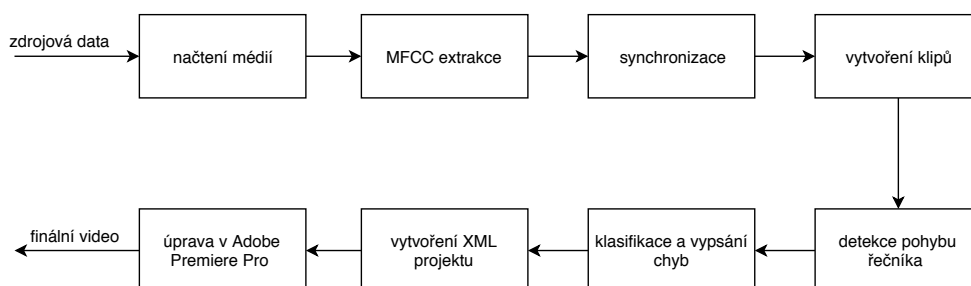 zdrojová data
načtení médií
MFCC extrakce
synchronizace
vytvoření klipů
detekce pohybu
řečníka
klasifikace a vypsání
chyb
vytvoření XML
projektu
úprava v Adobe
Premiere Pro
finální video